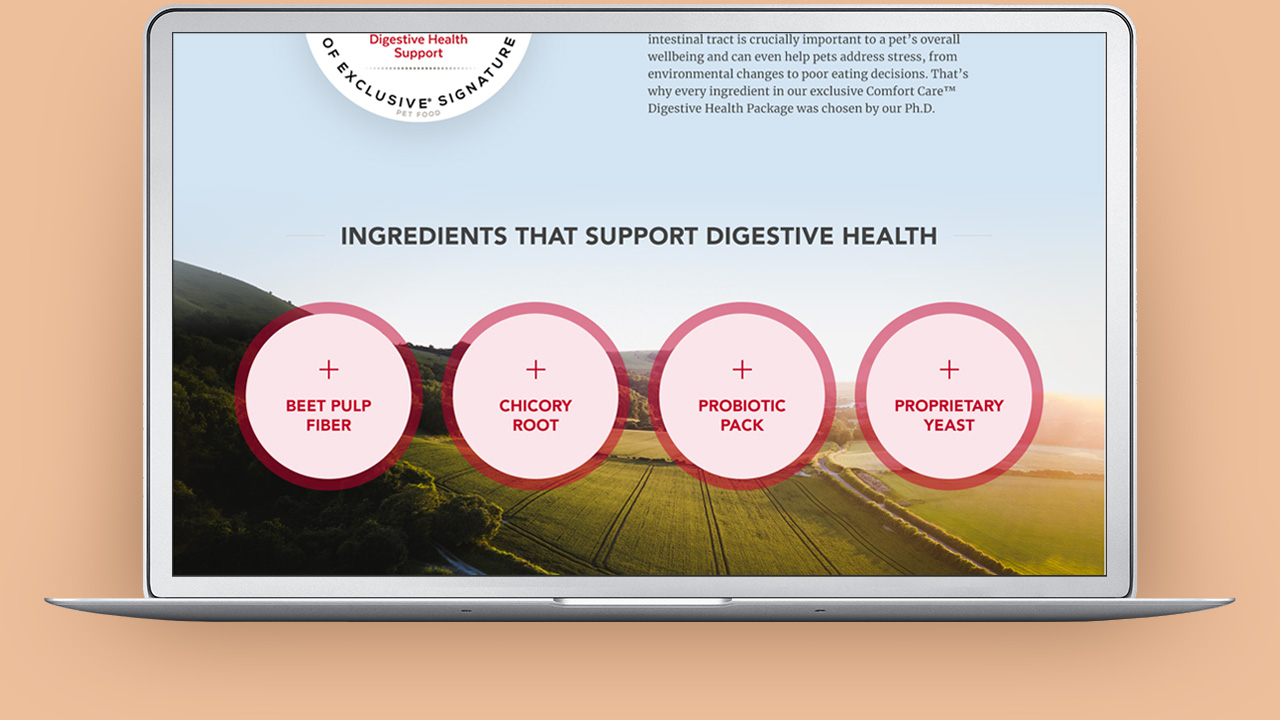 Digestive Health
Support
OF EXCLUSIVE® SIGNATURE
PET FOOD
intestinal tract is crucially important to a pet's overall
wellbeing and can even help pets address stress, from
environmental changes to poor eating decisions. That's
why every ingredient in our exclusive Comfort Care™
Digestive Health Package was chosen by our Ph.D.
INGREDIENTS THAT SUPPORT DIGESTIVE HEALTH
+
BEET PULP
FIBER
+
CHICORY
ROOT
+
PROBIOTIC
PACK
+
PROPRIETARY
YEAST